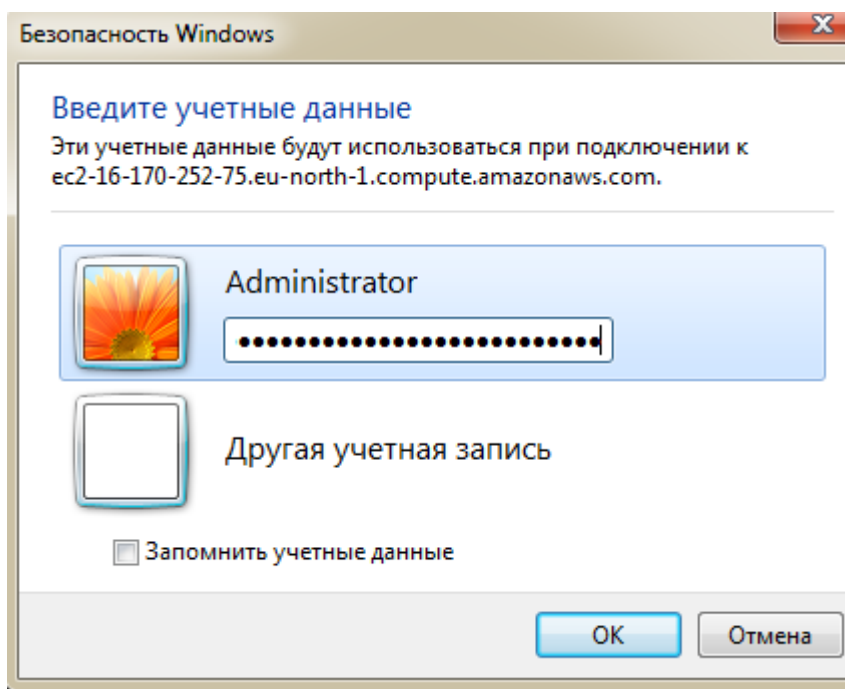 Безопасность Windows
Введите учетные данные
Эти учетные данные будут использоваться при подключении к
ec2-16-170-252-75.eu-north-1.compute.amazonaws.com.
Administrator
Другая учетная запись
Запомнить учетные данные
OK
Отмена